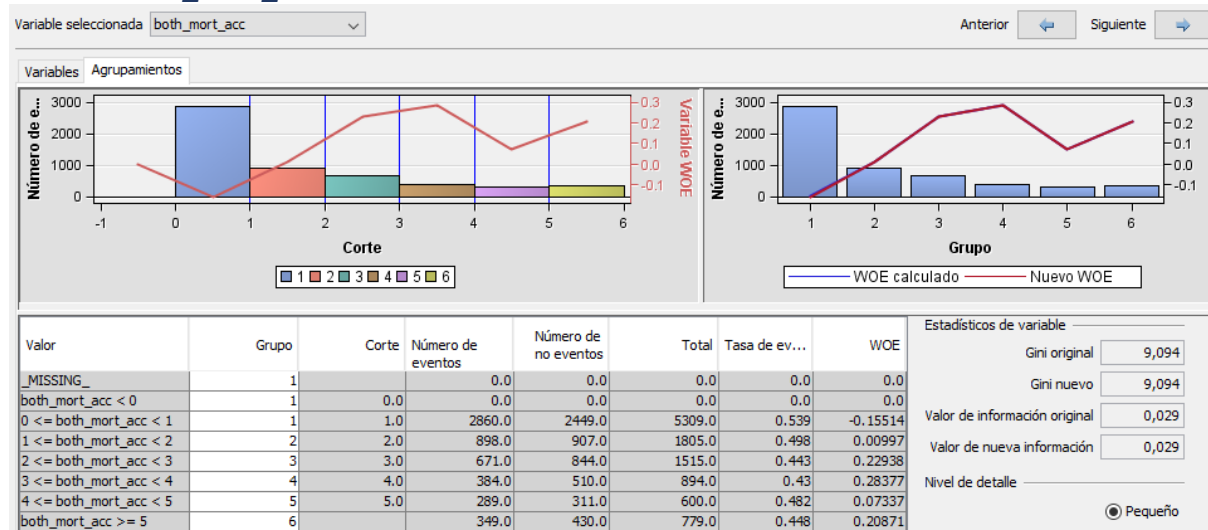 Variable seleccionada both_mort_acc Anterior Siguiente
Variables Agrupamientos
Número de e...
3000
2000
1000
0
-1 0 1 2 3 4 5 6
Corte
0.3
0.2
0.1
0.0
-0.1
Variable WOE
1 2 3 4 5 6
Número de e...
3000
2000
1000
0
1 2 3 4 5 6
Grupo
0.3
0.2
0.1
0.0
-0.1
WOE calculado Nuevo WOE
Valor Grupo Corte Número de eventos Número de no eventos Total Tasa de ev... WOE
_MISSING_ 1 0.0 0.0 0.0 0.0 0.0
both_mort_acc < 0 1 0.0 0.0 0.0 0.0 0.0 0.0
0 <= both_mort_acc < 1 1 1.0 2860.0 2449.0 5309.0 0.539 -0.15514
1 <= both_mort_acc < 2 2 2.0 898.0 907.0 1805.0 0.498 0.00997
2 <= both_mort_acc < 3 3 3.0 671.0 844.0 1515.0 0.443 0.22938
3 <= both_mort_acc < 4 4 4.0 384.0 510.0 894.0 0.43 0.28377
4 <= both_mort_acc < 5 5 5.0 289.0 311.0 600.0 0.482 0.07337
both_mort_acc >= 5 6 349.0 430.0 779.0 0.448 0.20871
Estadísticos de variable
Gini original 9,094
Gini nuevo 9,094
Valor de información original 0,029
Valor de nueva información 0,029
Nivel de detalle
Pequeño